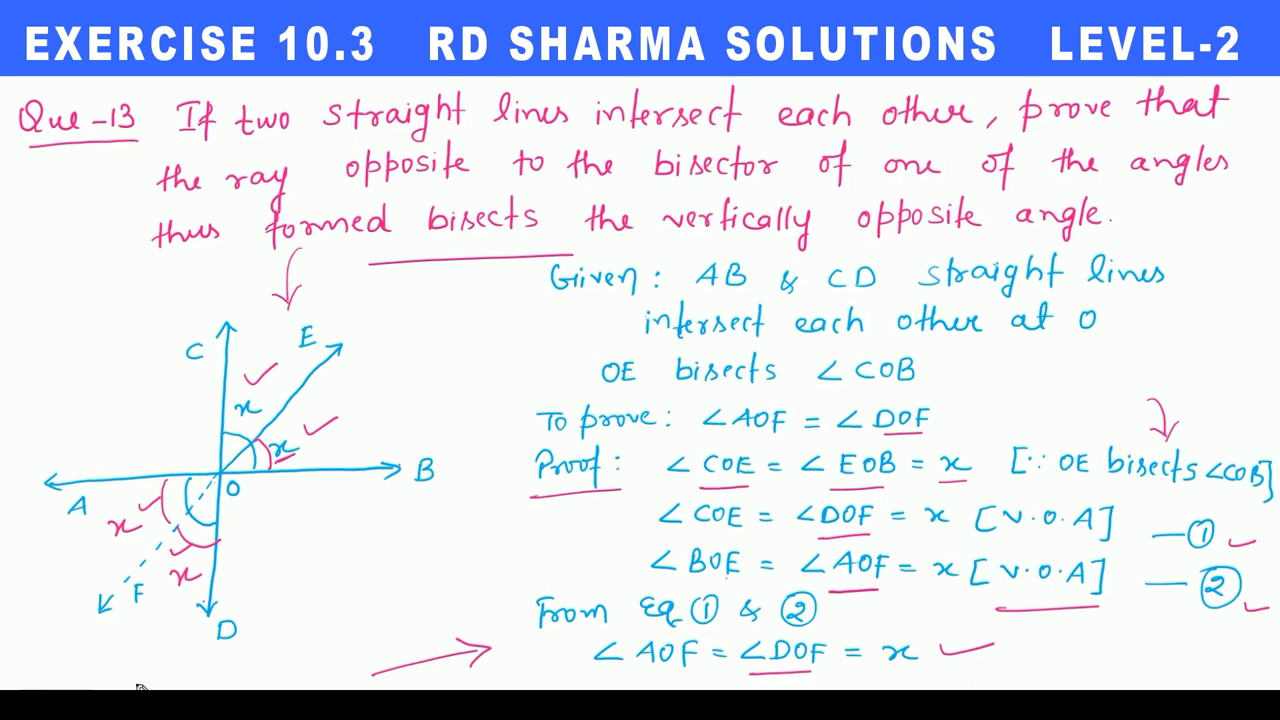 EXERCISE 10.3 RD SHARMA SOLUTIONS LEVEL-2
Que-13 If two straight lines intersect each other, prove that
the ray opposite to the bisector of one of the angles
thus formed bisects the vertically opposite angle.
Given: AB & CD straight lines
intersect each other at O
OE bisects ∠COB
To prove: ∠AOF = ∠DOF
Proof: ∠COE = ∠EOB = x [∵ OE bisects ∠COB]
∠COE = ∠DOF = x [V.O.A] —①
∠BOE = ∠AOF = x [V.O.A] —②
From Eq ① & ②
∠AOF = ∠DOF = x
C
E
x
x
B
A
O
x
x
F
D